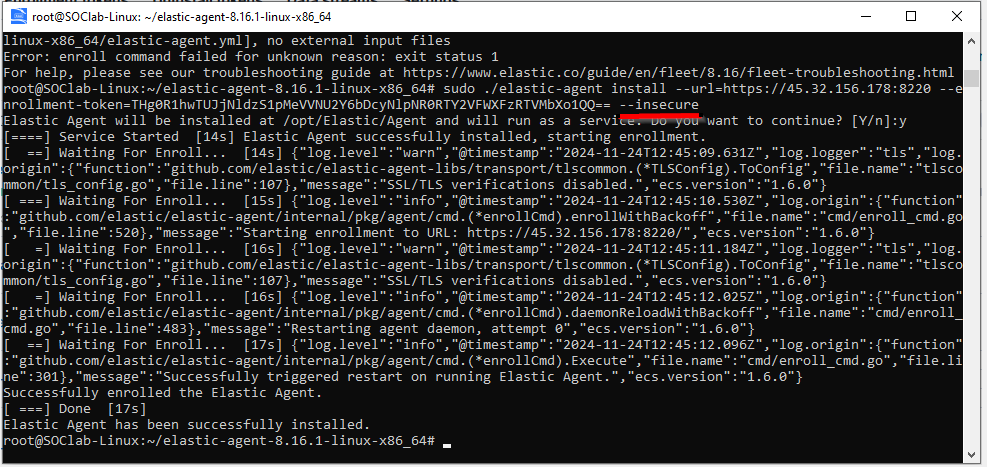 root@SOClab-Linux: ~/elastic-agent-8.16.1-linux-x86_64
linux-x86_64/elastic-agent.yml], no external input files
Error: enroll command failed for unknown reason: exit status 1
For help, please see our troubleshooting guide at https://www.elastic.co/guide/en/fleet/8.16/fleet-troubleshooting.html
root@SOClab-Linux:~/elastic-agent-8.16.1-linux-x86_64# sudo ./elastic-agent install --url=https://45.32.156.178:8220 --e
nrollment-token=THg0R1hwTUJjNldzS1pMeVVNU2Y6bDcyNlpNR0RTY2VFWXFzRTVMbXo1QQ== --insecure
Elastic Agent will be installed at /opt/Elastic/Agent and will run as a service. Do you want to continue? [Y/n]:y
[====] Service Started  [14s] Elastic Agent successfully installed, starting enrollment.
[  ==] Waiting For Enroll...  [14s] {"log.level":"warn","@timestamp":"2024-11-24T12:45:09.631Z","log.logger":"tls","log.
origin":{"function":"github.com/elastic/elastic-agent-libs/transport/tlscommon.(*TLSConfig).ToConfig","file.name":"tlsco
mmon/tls_config.go","file.line":107},"message":"SSL/TLS verifications disabled.","ecs.version":"1.6.0"}
[ ===] Waiting For Enroll...  [15s] {"log.level":"info","@timestamp":"2024-11-24T12:45:10.530Z","log.origin":{"function"
:"github.com/elastic/elastic-agent/internal/pkg/agent/cmd.(*enrollCmd).enrollWithBackoff","file.name":"cmd/enroll_cmd.go
","file.line":520},"message":"Starting enrollment to URL: https://45.32.156.178:8220/","ecs.version":"1.6.0"}
[   =] Waiting For Enroll...  [16s] {"log.level":"warn","@timestamp":"2024-11-24T12:45:11.184Z","log.logger":"tls","log.
origin":{"function":"github.com/elastic/elastic-agent-libs/transport/tlscommon.(*TLSConfig).ToConfig","file.name":"tlsco
mmon/tls_config.go","file.line":107},"message":"SSL/TLS verifications disabled.","ecs.version":"1.6.0"}
[   =] Waiting For Enroll...  [16s] {"log.level":"info","@timestamp":"2024-11-24T12:45:12.025Z","log.origin":{"function"
:"github.com/elastic/elastic-agent/internal/pkg/agent/cmd.(*enrollCmd).daemonReloadWithBackoff","file.name":"cmd/enroll_
cmd.go","file.line":483},"message":"Restarting agent daemon, attempt 0","ecs.version":"1.6.0"}
[  ==] Waiting For Enroll...  [17s] {"log.level":"info","@timestamp":"2024-11-24T12:45:12.096Z","log.origin":{"function"
:"github.com/elastic/elastic-agent/internal/pkg/agent/cmd.(*enrollCmd).Execute","file.name":"cmd/enroll_cmd.go","file.li
ne":301},"message":"Successfully triggered restart on running Elastic Agent.","ecs.version":"1.6.0"}
Successfully enrolled the Elastic Agent.
[ ===] Done  [17s]
Elastic Agent has been successfully installed.
root@SOClab-Linux:~/elastic-agent-8.16.1-linux-x86_64#